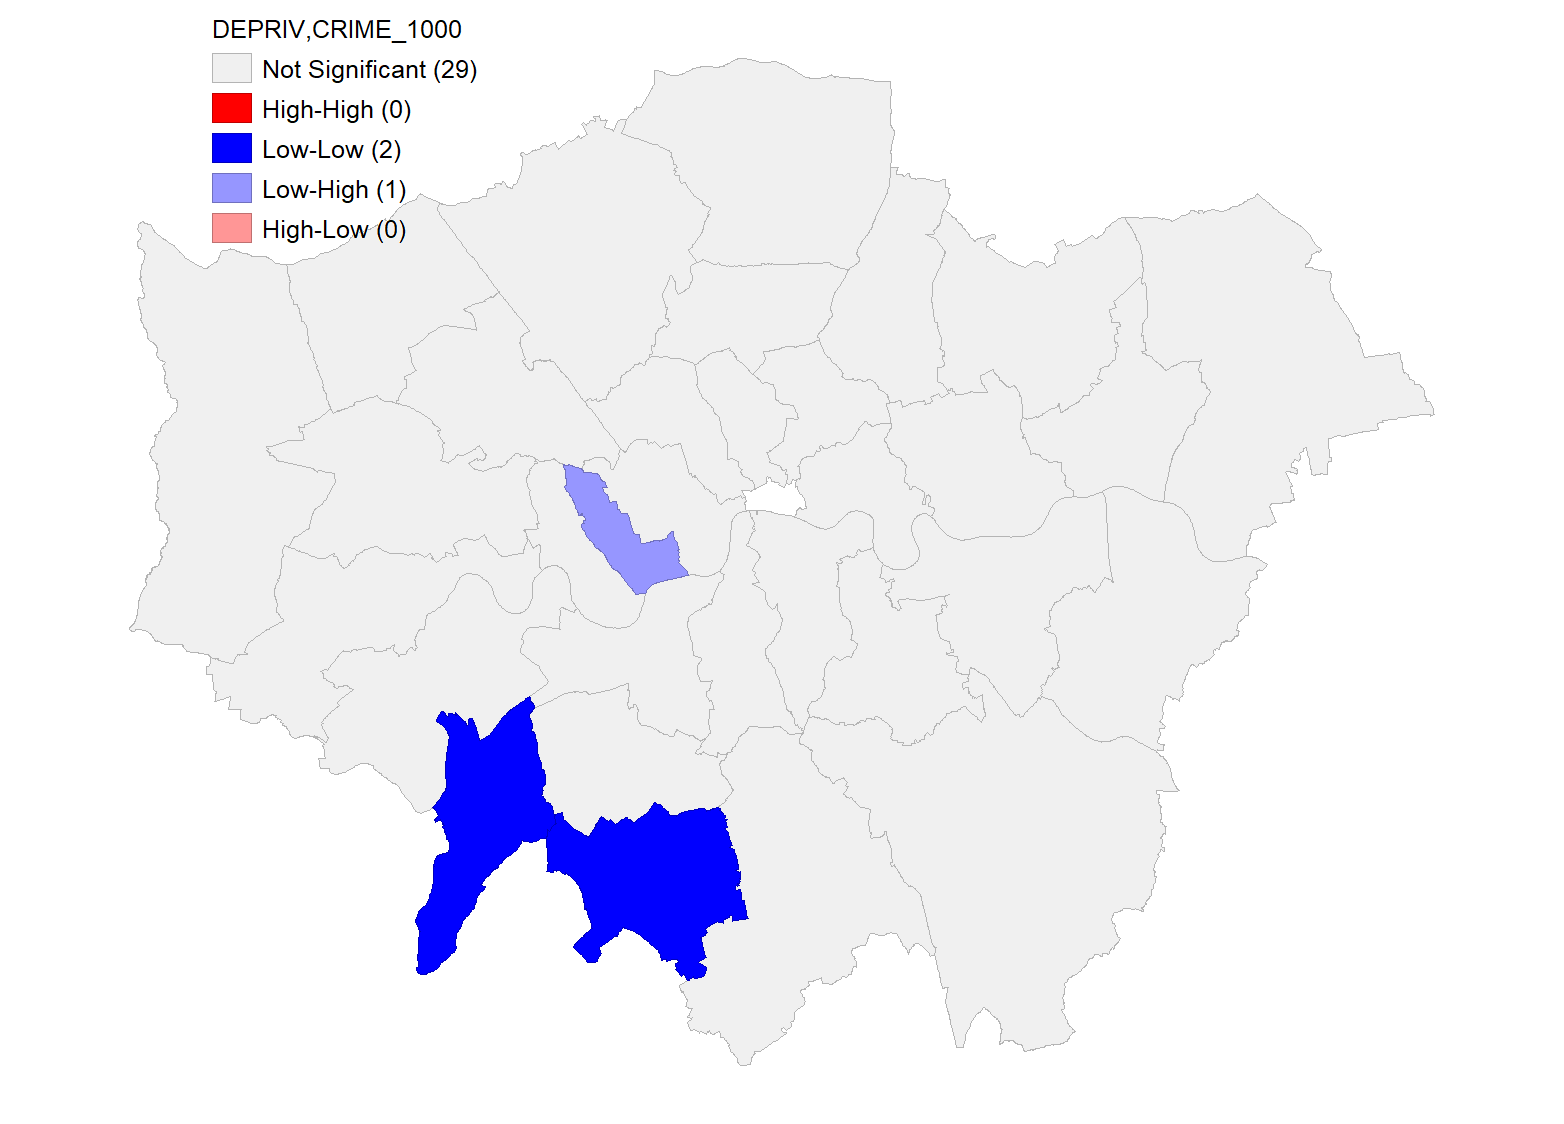 DEPRIV,CRIME_1000
Not Significant (29)
High-High (0)
Low-Low (2)
Low-High (1)
High-Low (0)